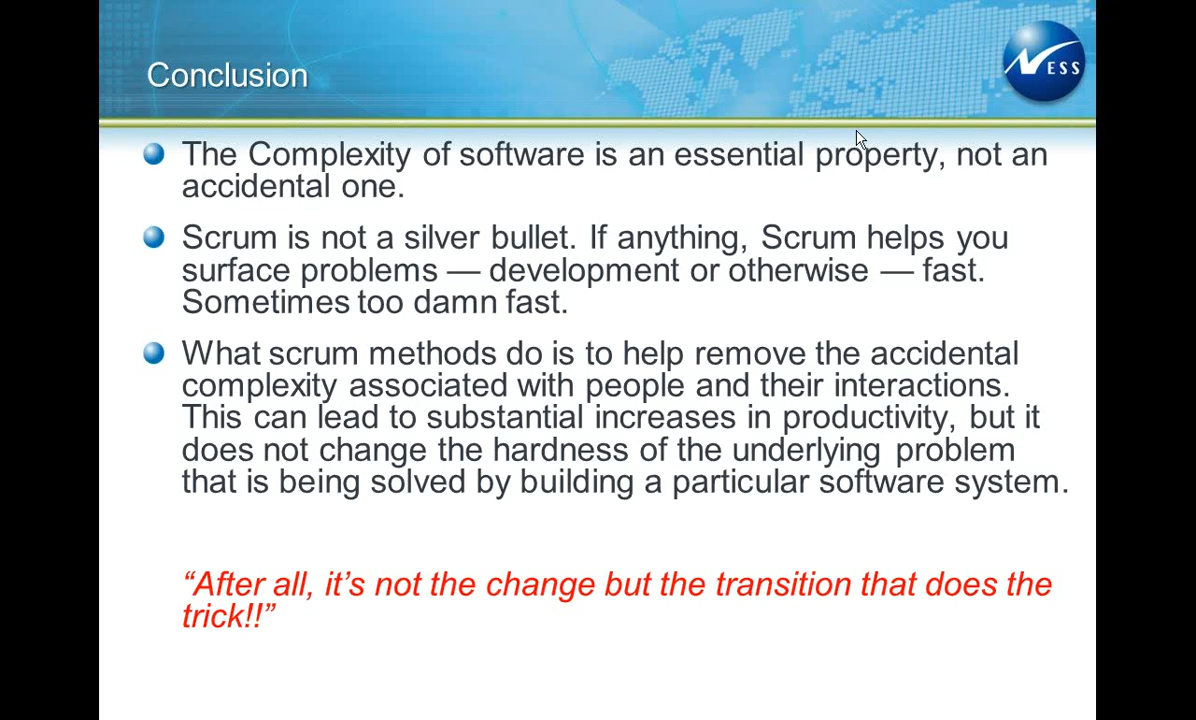 Conclusion
NESS
The Complexity of software is an essential property, not an
accidental one.
Scrum is not a silver bullet. If anything, Scrum helps you
surface problems — development or otherwise — fast.
Sometimes too damn fast.
What scrum methods do is to help remove the accidental
complexity associated with people and their interactions.
This can lead to substantial increases in productivity, but it
does not change the hardness of the underlying problem
that is being solved by building a particular software system.
“After all, it’s not the change but the transition that does the
trick!!”